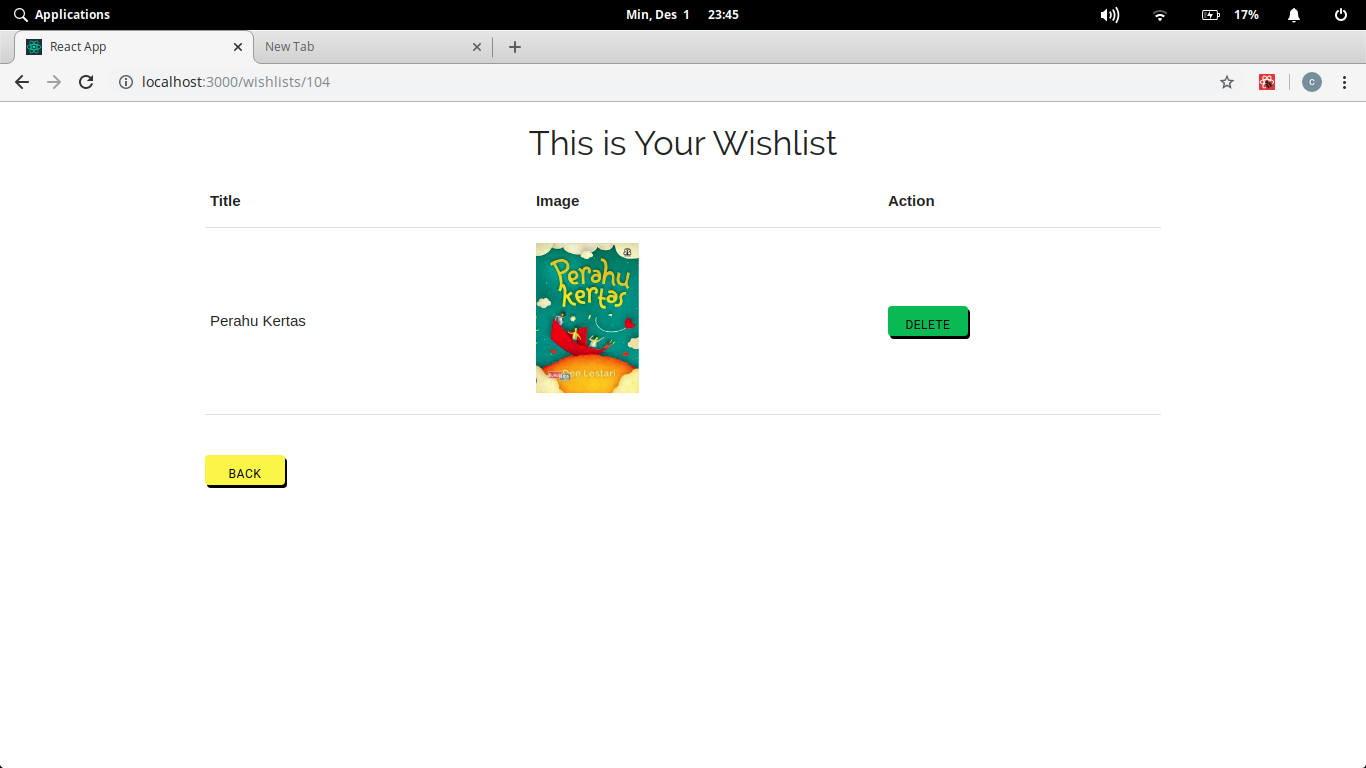 Applications
Min, Des 1 23:45
17%
React App
New Tab
localhost:3000/wishlists/104
c
This is Your Wishlist
Title Image Action
Perahu
kertas
Perahu Kertas
DELETE
Dee Lestari
BACK